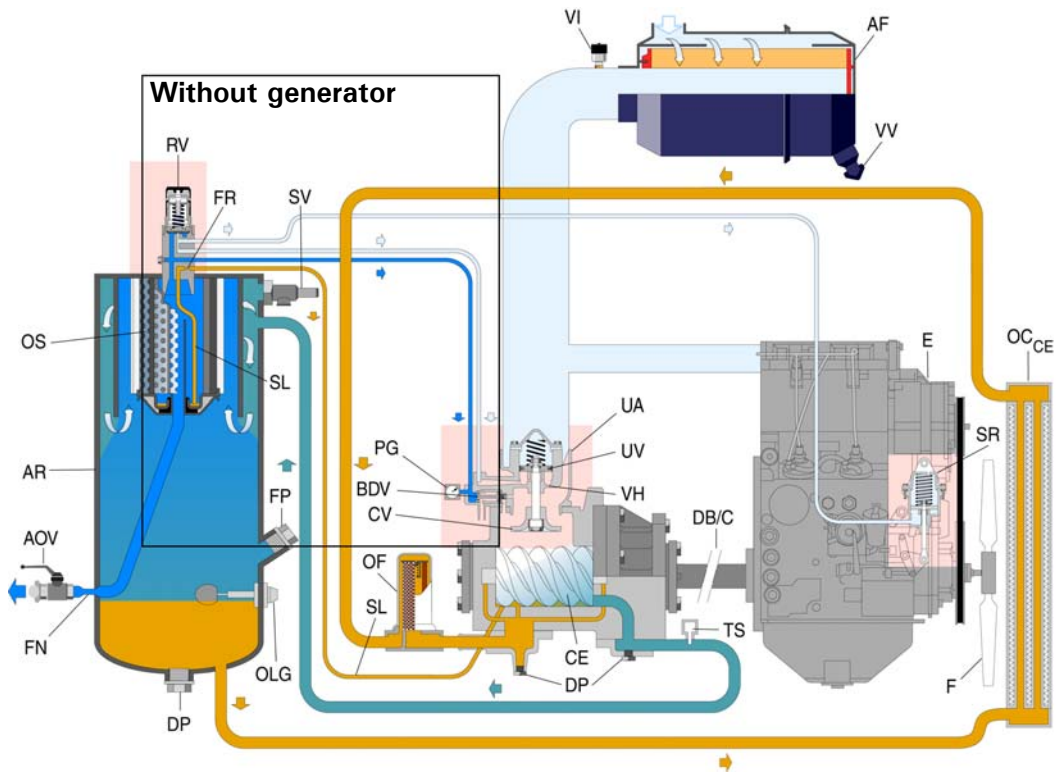 VI
AF
Without generator
RV
VV
FR
SV
OS
SL
E
OC CE
UA
SR
PG
UV
AR
BDV
VH
FP
CV
DB/C
AOV
OF
SL
TS
FN
OLG
CE
DP
DP
F